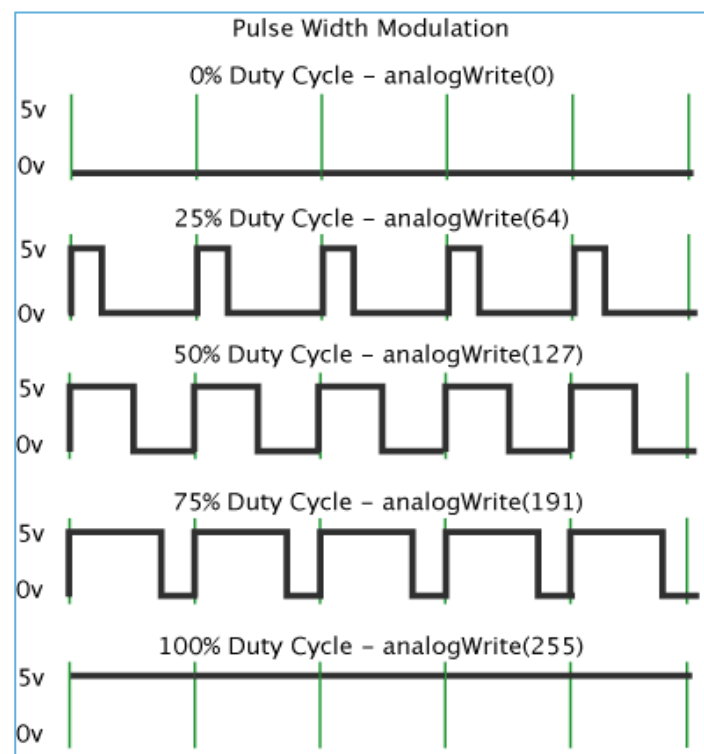 Pulse Width Modulation
0% Duty Cycle – analogWrite(0)
5v
0v
25% Duty Cycle – analogWrite(64)
5v
0v
50% Duty Cycle – analogWrite(127)
5v
0v
75% Duty Cycle – analogWrite(191)
5v
0v
100% Duty Cycle – analogWrite(255)
5v
0v